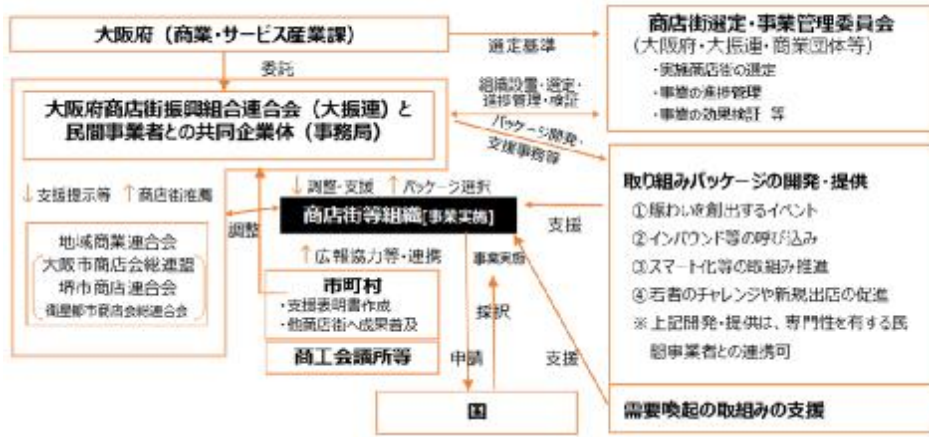 大阪府（商業・サービス産業課）
選定基準
商店街選定・事業管理委員会
（大阪府・大振連・商業団体等）
・実施商店街の選定
・事業の進捗管理
・事業の効果検証 等
委託
組織設置・選定・
進捗管理・検証
大阪府商店街振興組合連合会（大振連）と
民間事業者との共同企業体（事務局）
パッケージ開発・
支援事務等
↓支援提示等 ↑商店街推薦
↓調整・支援 ↑パッケージ選択
調整
商店街等組織[事業実施]
支援
取り組みパッケージの開発・提供
①賑わいを創出するイベント
②インバウンド等の呼び込み
③スマート化等の取組み推進
④若者のチャレンジや新規出店の促進
※上記開発・提供は、専門性を有する民
間事業者との連携可
地域商業連合会
大阪市商店会総連盟
堺市商店連合会
衛星都市商店会総連合会
↑広報協力等・連携
事業実施
市町村
・支援表明書作成
・他商店街へ成果普及
採択
商工会議所等
申請
支援
国
需要喚起の取組みの支援